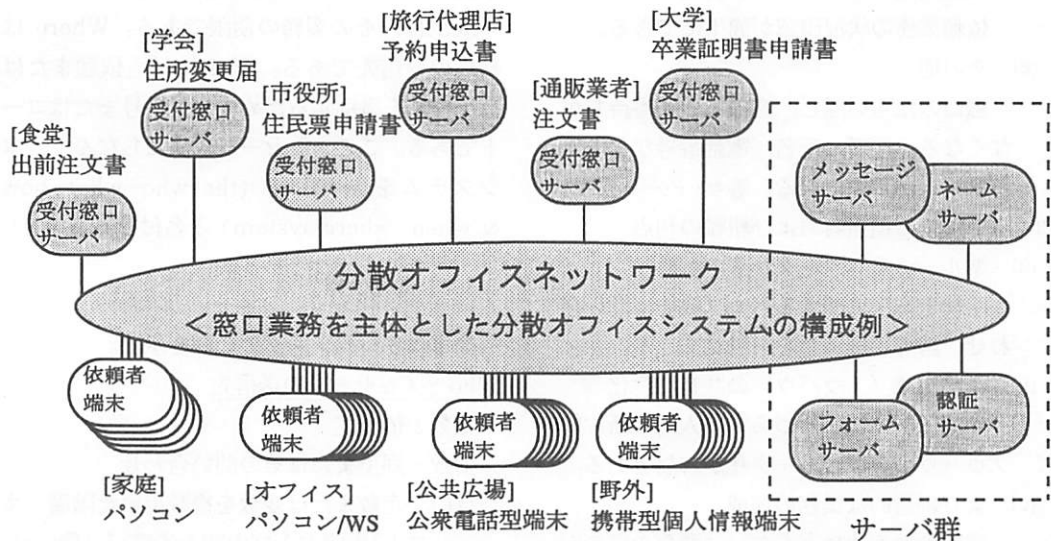 [旅行代理店]
予約申込書
受付窓口
サーバ
[大学]
卒業証明書申請書
受付窓口
サーバ
[学会]
住所変更届
受付窓口
サーバ
[市役所]
住民票申請書
受付窓口
サーバ
[通販業者]
注文書
受付窓口
サーバ
[食堂]
出前注文書
受付窓口
サーバ
メッセージ
サーバ
ネーム
サーバ
分散オフィスネットワーク
<窓口業務を主体とした分散オフィスシステムの構成例>
依頼者
端末
[家庭]
パソコン
依頼者
端末
[オフィス]
パソコン/WS
依頼者
端末
[公共広場]
公衆電話型端末
依頼者
端末
[野外]
携帯型個人情報端末
フォーム
サーバ
認証
サーバ
サーバ群